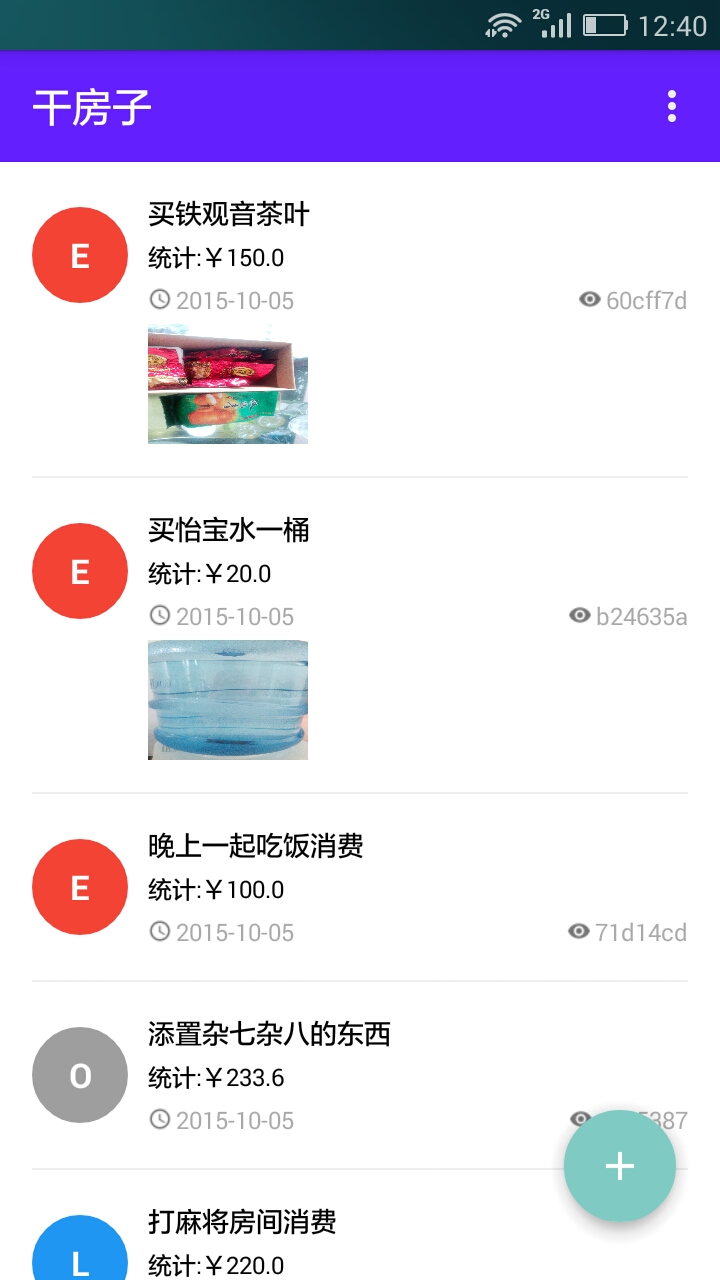 2G 12:40
干房子
E
买铁观音茶叶
统计:￥150.0
2015-10-05 60cff7d
E
买怡宝水一桶
统计:￥20.0
2015-10-05 b24635a
E
晚上一起吃饭消费
统计:￥100.0
2015-10-05 71d14cd
O
添置杂七杂八的东西
统计:￥233.6
2015-10-05 5387
+
L
打麻将房间消费
统计:￥220.0